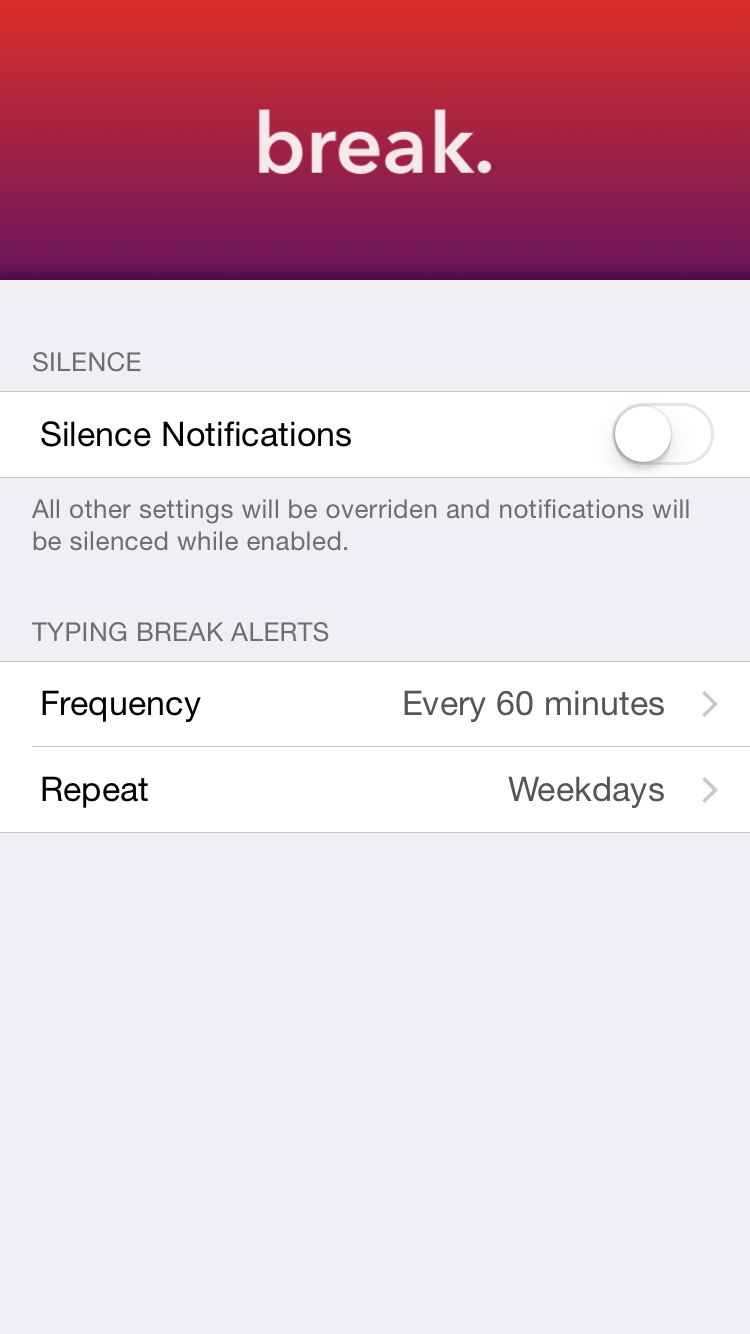 break.
SILENCE
Silence Notifications
All other settings will be overriden and notifications will
be silenced while enabled.
TYPING BREAK ALERTS
Frequency Every 60 minutes
Repeat Weekdays